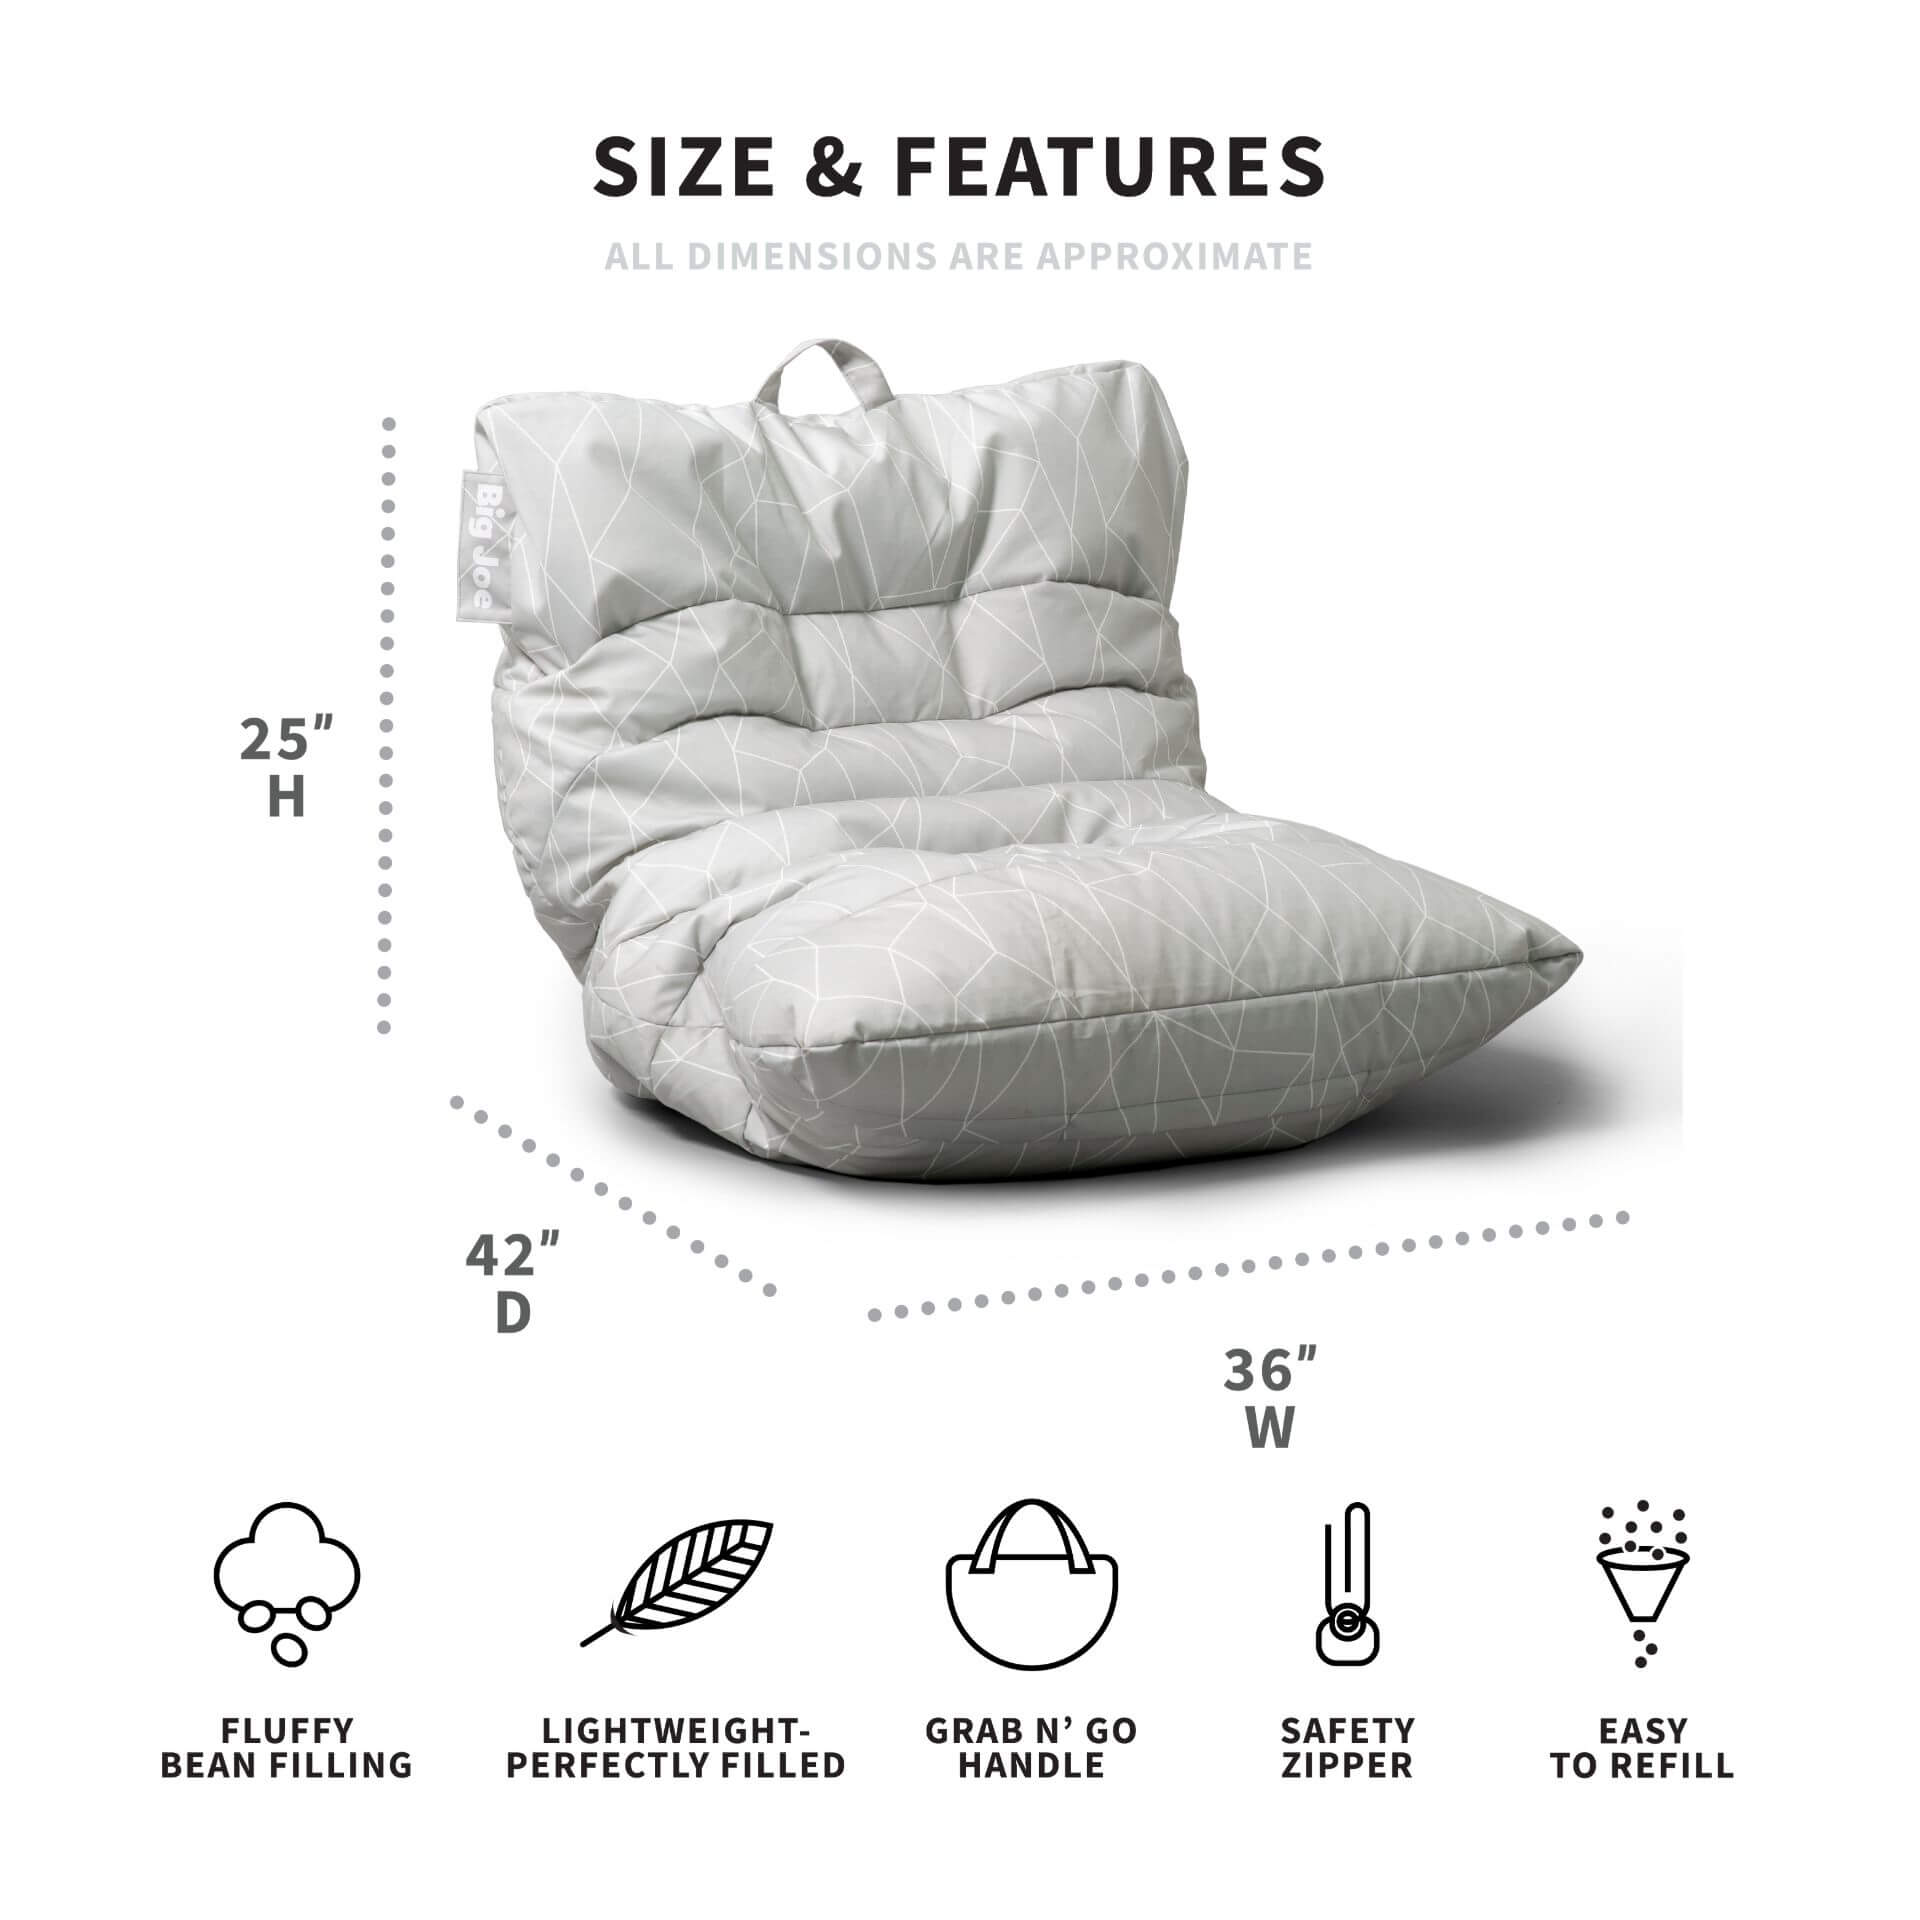 SIZE & FEATURES
ALL DIMENSIONS ARE APPROXIMATE
Big Joe
25"
H
42"
D
36"
W
FLUFFY
BEAN FILLING
LIGHTWEIGHT-
PERFECTLY FILLED
GRAB N’ GO
HANDLE
SAFETY
ZIPPER
EASY
TO REFILL